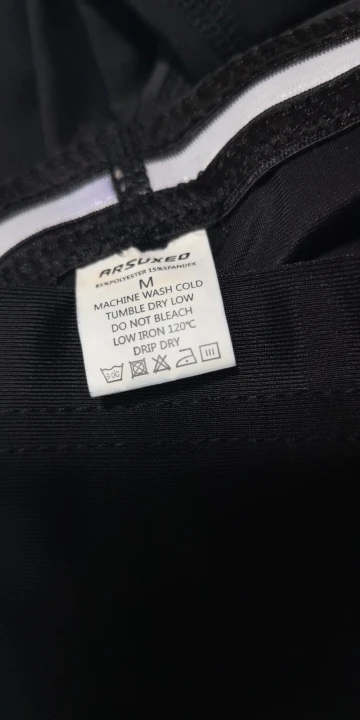 ARSUXEO
85%POLYESTER 15%SPANDEX
M
MACHINE WASH COLD
TUMBLE DRY LOW
DO NOT BLEACH
LOW IRON 120℃
DRIP DRY
30℃